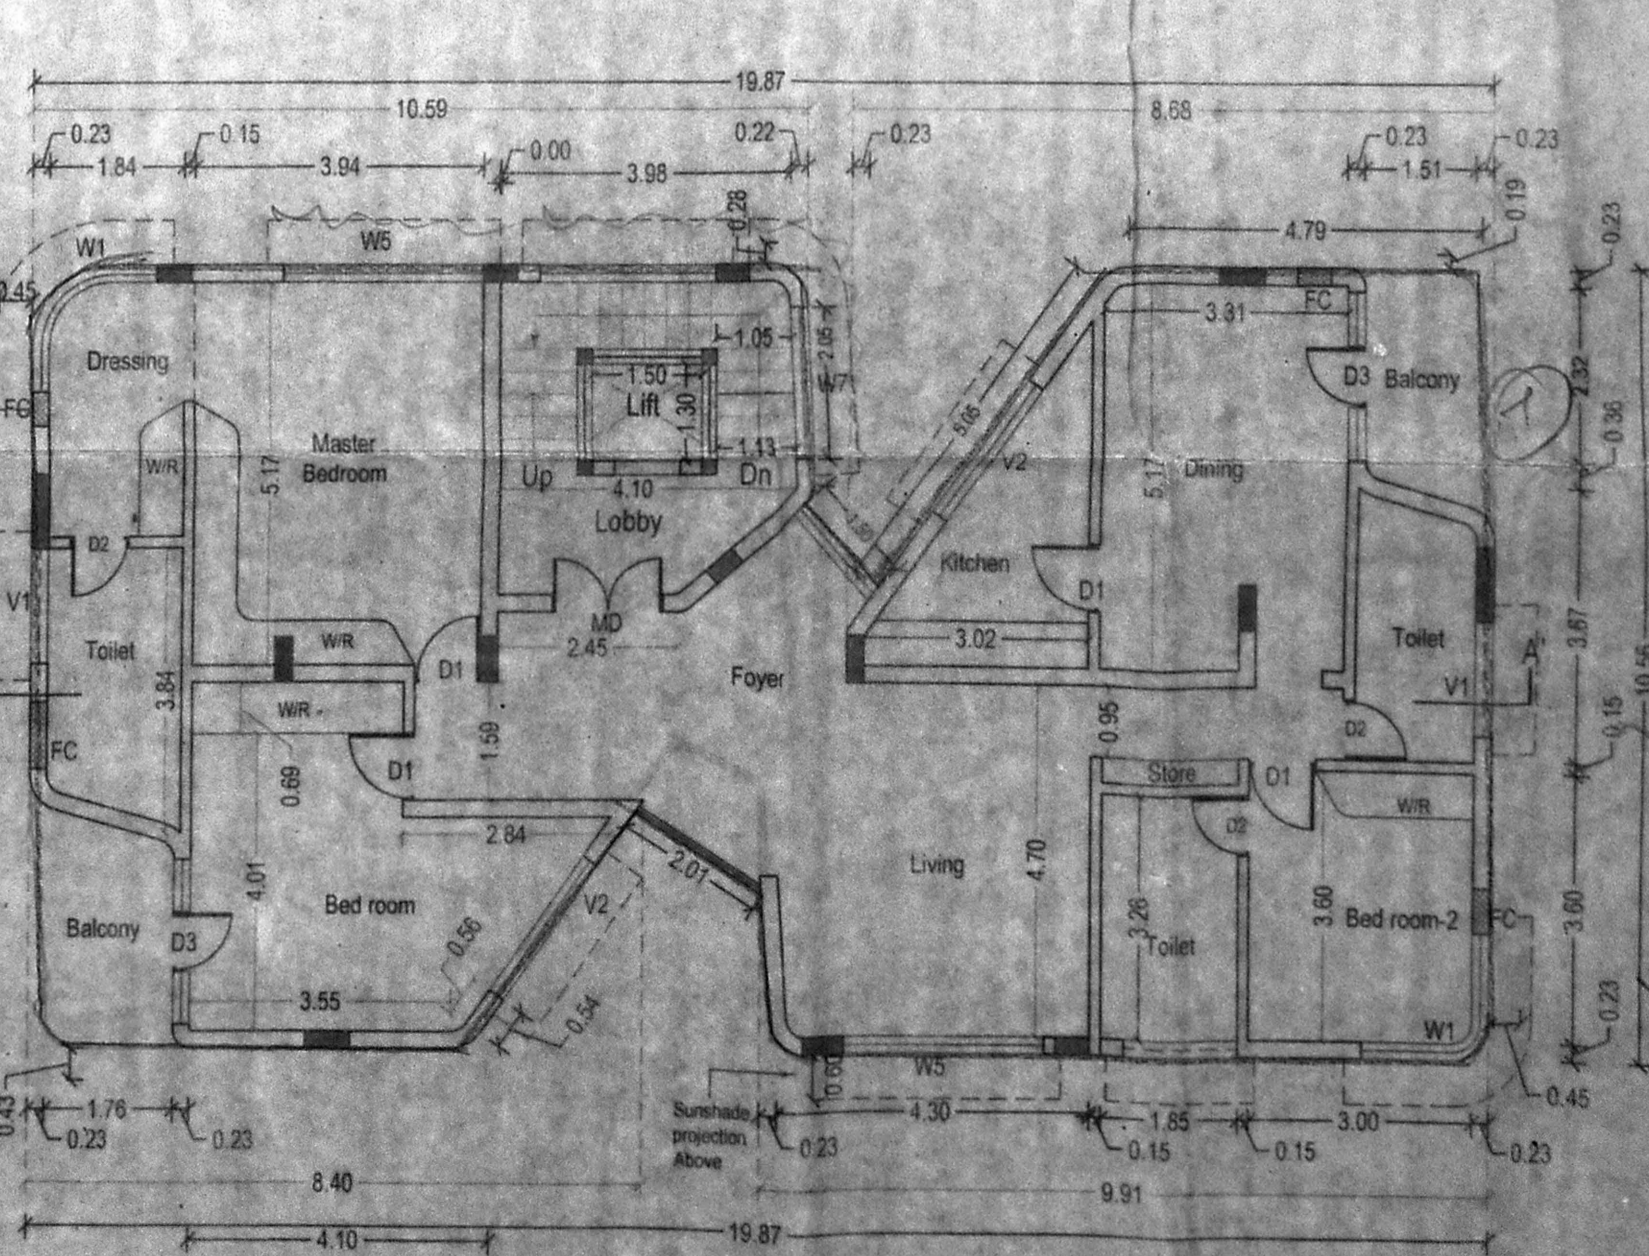 19.87
10.59
8.68
0.23
0.15
0.00
0.22
0.23
0.23
0.23
1.84
3.94
3.98
1.51
0.19
0.28
0.23
4.79
W1
W5
0.45
FC
3.31
1.05
2.05
Dressing
1.50
Lift
1.30
W7
D3
Balcony
2.32
0.36
5.05
FC
Master
Bedroom
W/R
5.17
Up
4.10
1.13
Dn
Lobby
V2
5.17
Dining
D2
Kitchen
D1
V1
MD
2.45
W/R
3.02
Toilet
3.67
A'
Toilet
D1
Foyer
3.84
V1
W/R
1.59
0.95
D2
0.15
FC
0.69
D1
Store
D1
W/R
2.84
D2
2.01
Living
4.70
4.01
Bed room
V2
3.26
Toilet
3.60
Bed room-2
FC
3.60
Balcony
D3
0.56
3.55
0.54
W1
0.23
W5
0.60
0.43
1.76
0.23
0.23
Sunshade
projection
Above
4.30
0.23
0.15
1.85
0.15
3.00
0.23
0.45
8.40
9.91
19.87
4.10